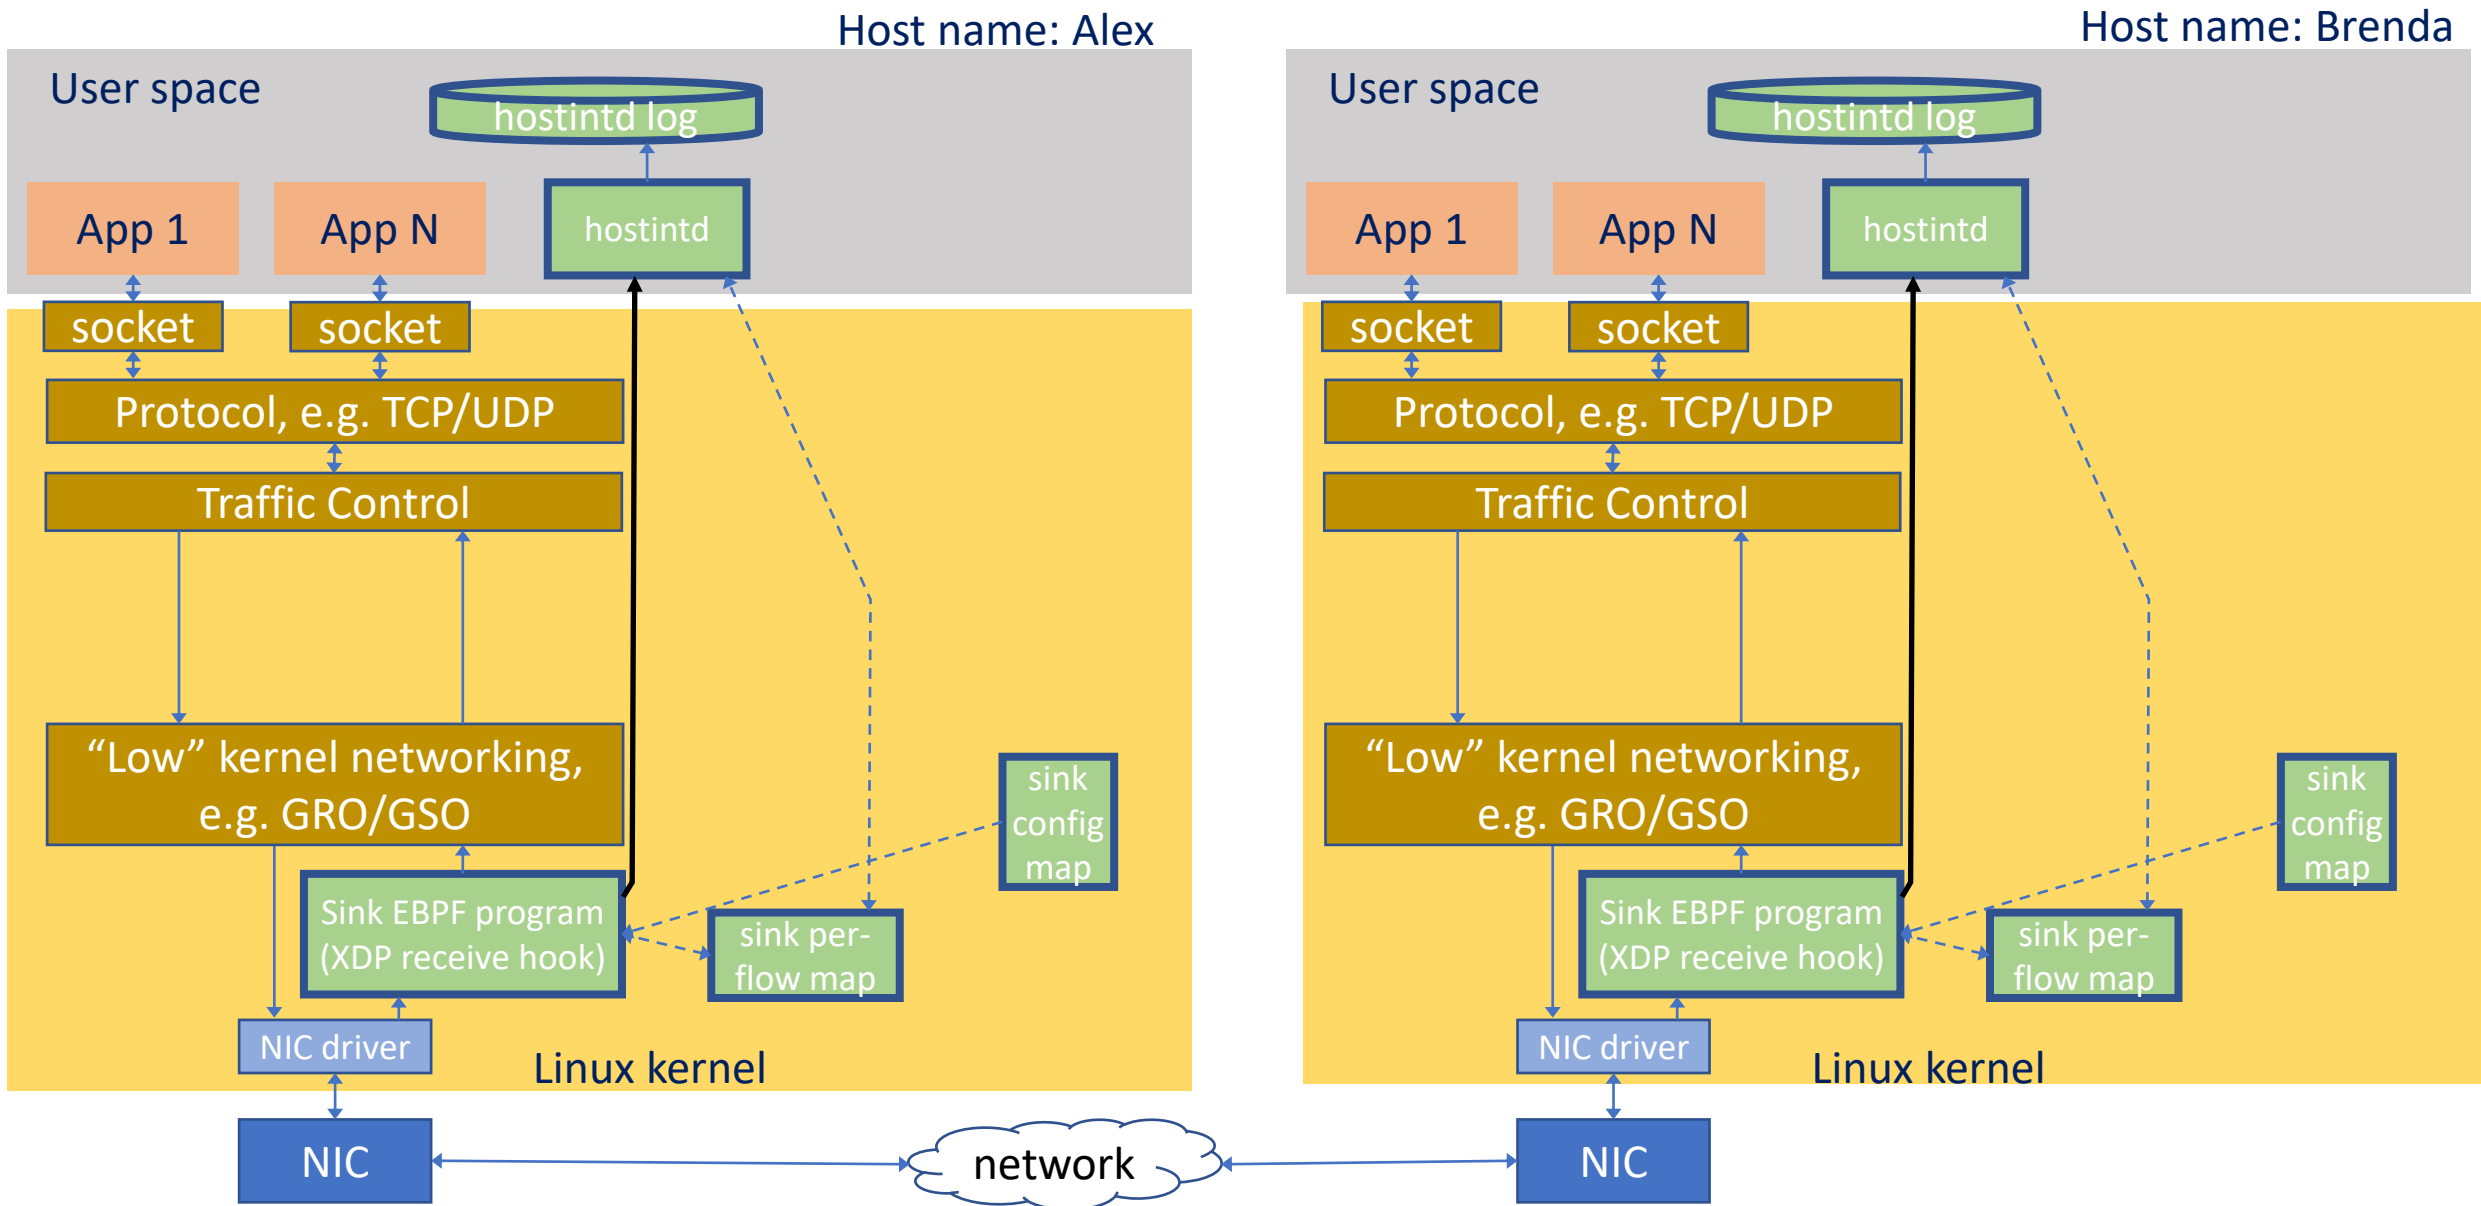 Host name: Alex
User space
hostintd log
App 1
App N
hostintd
socket
socket
Protocol, e.g. TCP/UDP
Traffic Control
“Low” kernel networking,
e.g. GRO/GSO
sink
config
map
Sink EBPF program
(XDP receive hook)
sink per-
flow map
NIC driver
Linux kernel
NIC
network
Host name: Brenda
User space
hostintd log
App 1
App N
hostintd
socket
socket
Protocol, e.g. TCP/UDP
Traffic Control
“Low” kernel networking,
e.g. GRO/GSO
sink
config
map
Sink EBPF program
(XDP receive hook)
sink per-
flow map
NIC driver
Linux kernel
NIC